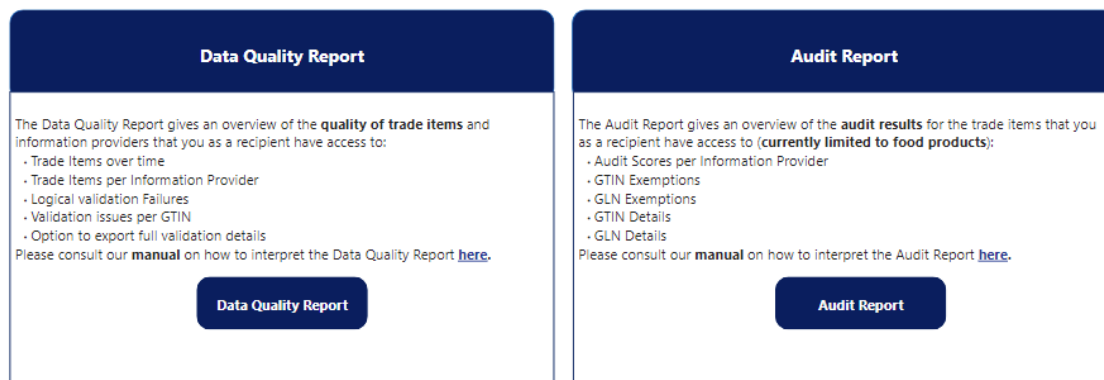 Data Quality Report
The Data Quality Report gives an overview of the quality of trade items and
information providers that you as a recipient have access to:
· Trade Items over time
· Trade Items per Information Provider
· Logical validation Failures
· Validation issues per GTIN
· Option to export full validation details
Please consult our manual on how to interpret the Data Quality Report here.
Data Quality Report
Audit Report
The Audit Report gives an overview of the audit results for the trade items that you
as a recipient have access to (currently limited to food products):
· Audit Scores per Information Provider
· GTIN Exemptions
· GLN Exemptions
· GTIN Details
· GLN Details
Please consult our manual on how to interpret the Audit Report here.
Audit Report